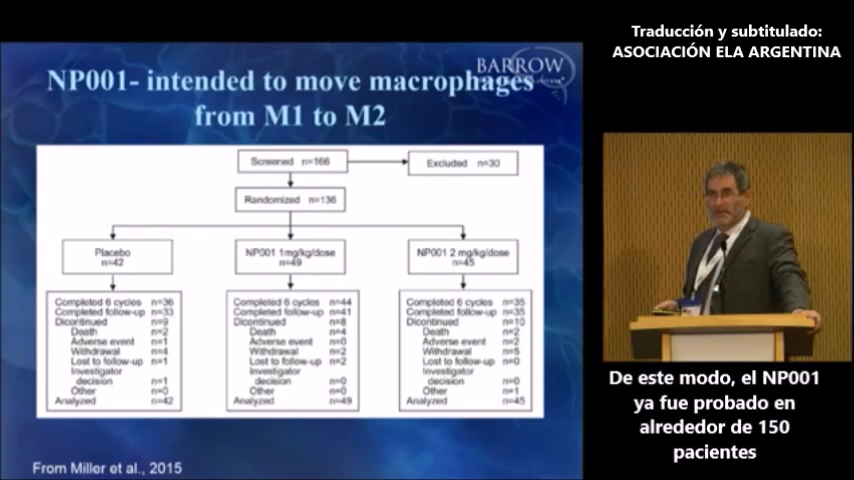 Traducción y subtitulado:
ASOCIACIÓN ELA ARGENTINA
BARROW
NP001- intended to move macrophages
from M1 to M2
Screened n=166
Excluded n=30
Randomized n=136
Placebo
n=42
NP001 1mg/kg/dose
n=49
NP001 2 mg/kg/dose
n=45
Completed 6 cycles n=36
Completed follow-up n=33
Dicontinued n=9
Death n=2
Adverse event n=1
Withdrawal n=4
Lost to follow-up n=1
Investigator
decision n=1
Other n=0
Analyzed n=42
Completed 6 cycles n=44
Completed follow-up n=41
Dicontinued n=8
Death n=4
Adverse event n=0
Withdrawal n=2
Lost to follow-up n=2
Investigator
decision n=0
Other n=0
Analyzed n=49
Completed 6 cycles n=35
Completed follow-up n=35
Dicontinued n=10
Death n=2
Adverse event n=2
Withdrawal n=5
Lost to follow-up n=0
Investigator
decision n=0
Other n=1
Analyzed n=45
From Miller et al., 2015
De este modo, el NP001
ya fue probado en
alrededor de 150
pacientes